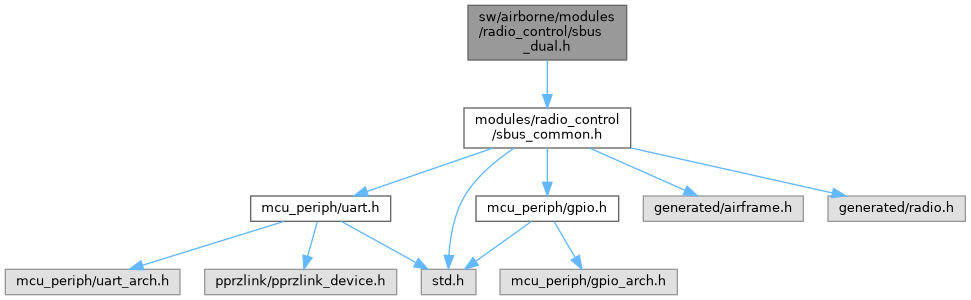 sw/airborne/modules
/radio_control/sbus
_dual.h
modules/radio_control
/sbus_common.h
mcu_periph/uart.h
mcu_periph/gpio.h
generated/airframe.h
generated/radio.h
mcu_periph/uart_arch.h
pprzlink/pprzlink_device.h
std.h
mcu_periph/gpio_arch.h